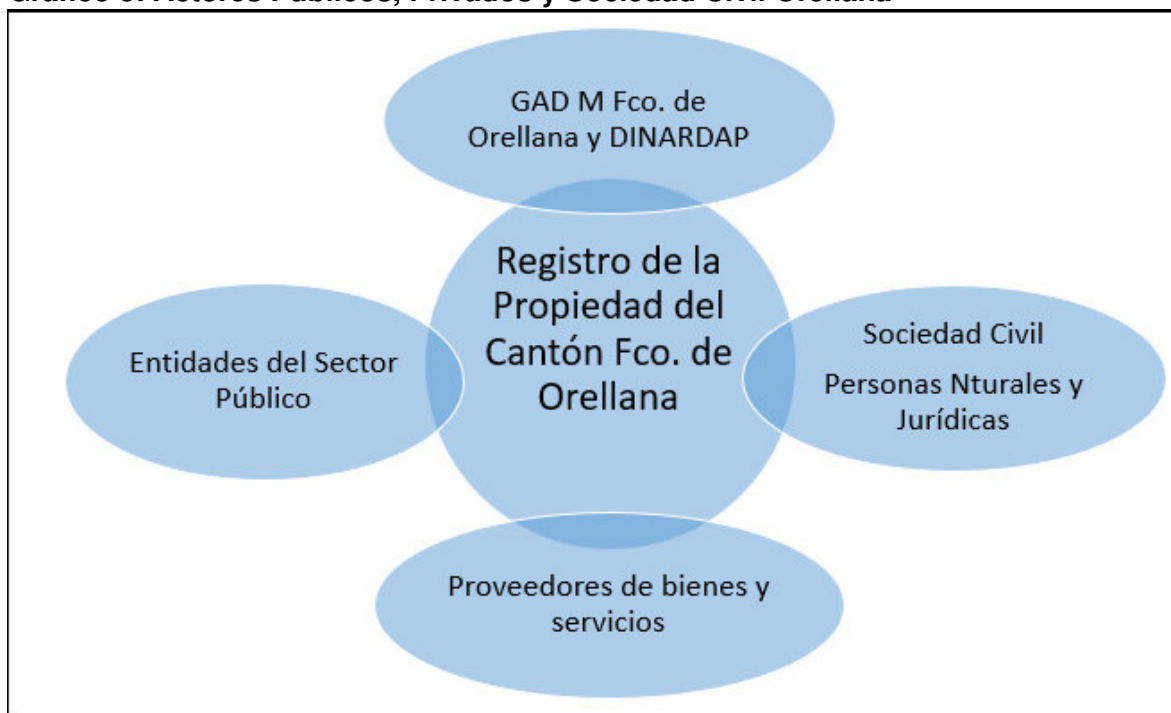 GAD M Fco. de
Orellana y DINARDAP
Registro de la
Propiedad del
Cantón Fco. de
Orellana
Entidades del Sector
Público
Sociedad Civil
Personas Nturales y
Jurídicas
Proveedores de bienes y
servicios